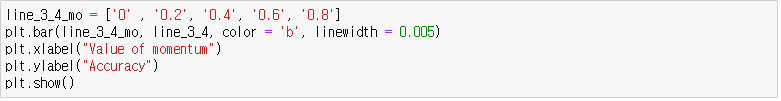 line_3_4_mo = ['0' , '0.2', '0.4', '0.6', '0.8']
plt.bar(line_3_4_mo, line_3_4, color = 'b', linewidth = 0.005)
plt.xlabel("Value of momentum")
plt.ylabel("Accuracy")
plt.show()